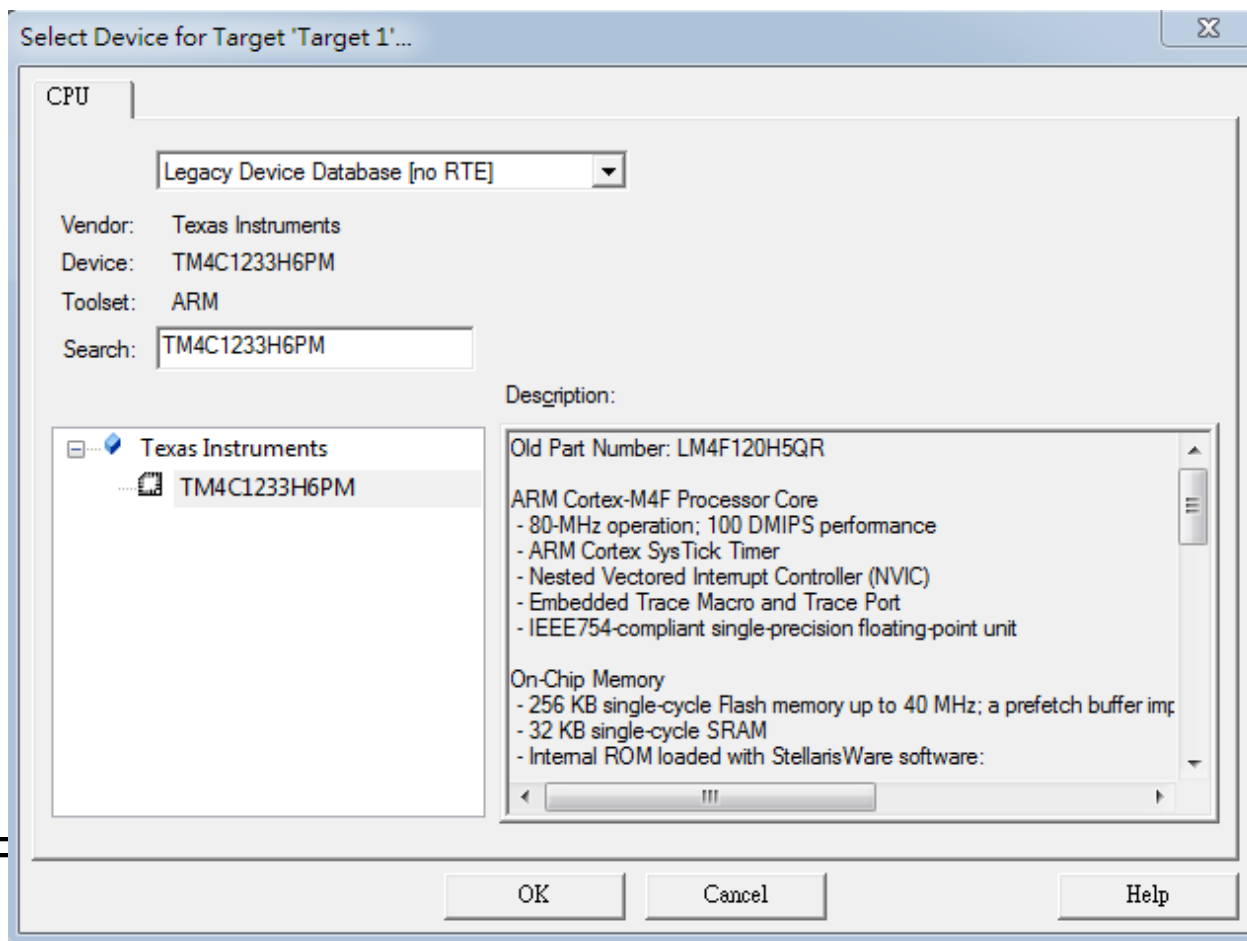 Select Device for Target 'Target 1'...
CPU
Legacy Device Database [no RTE]
Vendor: Texas Instruments
Device: TM4C1233H6PM
Toolset: ARM
Search: TM4C1233H6PM
Description:
Texas Instruments
TM4C1233H6PM
Old Part Number: LM4F120H5QR
ARM Cortex-M4F Processor Core
- 80-MHz operation; 100 DMIPS performance
- ARM Cortex SysTick Timer
- Nested Vectored Interrupt Controller (NVIC)
- Embedded Trace Macro and Trace Port
- IEEE754-compliant single-precision floating-point unit
On-Chip Memory
- 256 KB single-cycle Flash memory up to 40 MHz; a prefetch buffer imp
- 32 KB single-cycle SRAM
- Internal ROM loaded with StellarisWare software:
OK
Cancel
Help